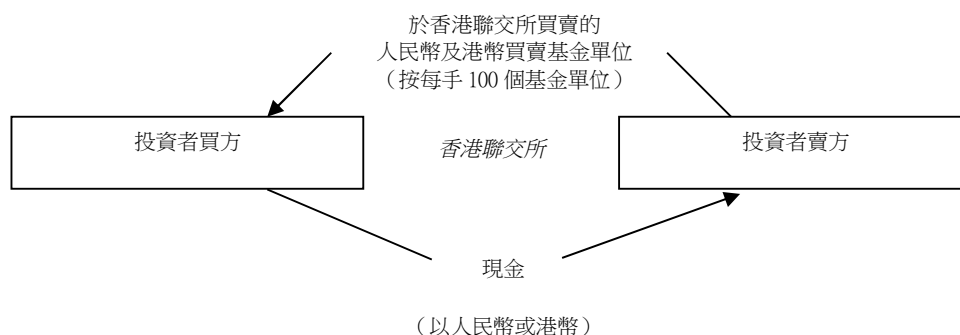 於香港聯交所買賣的
人民幣及港幣買賣基金單位
（按每手 100 個基金單位）
投資者買方
香港聯交所
投資者賣方
現金
（以人民幣或港幣）